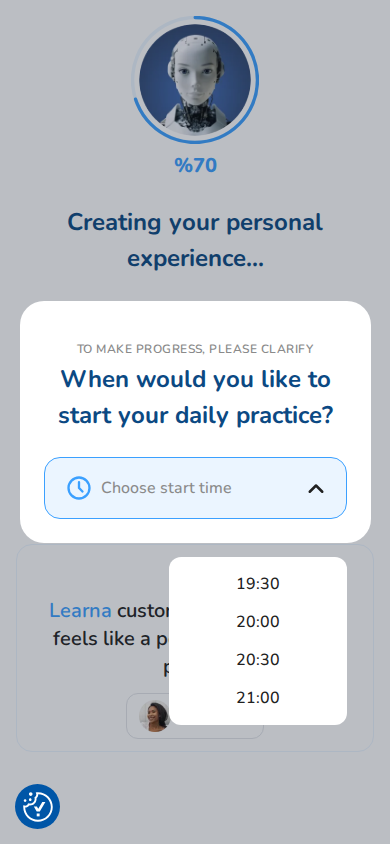 %70
Creating your personal
experience...
TO MAKE PROGRESS, PLEASE CLARIFY
When would you like to
start your daily practice?
Choose start time
19:30
20:00
20:30
21:00
Learna
feels like a